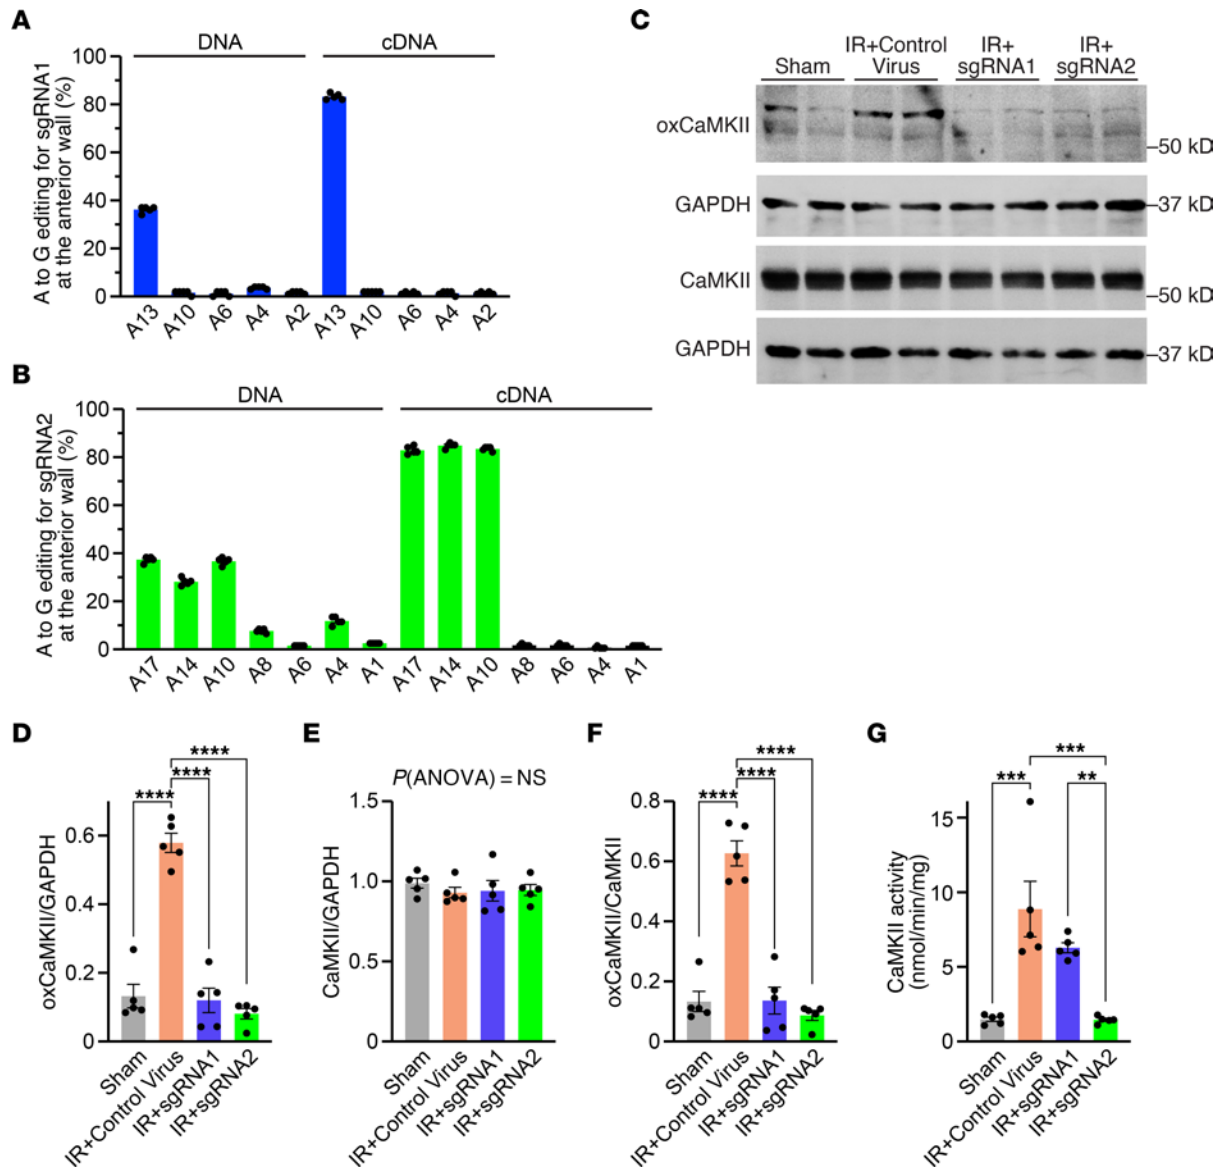 A
DNA
cDNA
A to G editing for sgRNA1
at the anterior wall (%)
100
80
60
40
20
0
A13
A10
A6
A4
A2
A13
A10
A6
A4
A2
B
DNA
cDNA
A to G editing for sgRNA2
at the anterior wall (%)
100
80
60
40
20
0
A17
A14
A10
A8
A6
A4
A1
A17
A14
A10
A8
A6
A4
A1
C
Sham
IR+Control
Virus
IR+
sgRNA1
IR+
sgRNA2
oxCaMKII
–50 kD
GAPDH
–37 kD
CaMKII
–50 kD
GAPDH
–37 kD
D
oxCaMKII/GAPDH
****
****
****
0.6
0.4
0.2
0
Sham
IR+Control Virus
IR+sgRNA1
IR+sgRNA2
E
P(ANOVA) = NS
CaMKII/GAPDH
1.5
1.0
0.5
0
Sham
IR+Control Virus
IR+sgRNA1
IR+sgRNA2
F
oxCaMKII/CaMKII
****
****
****
0.8
0.6
0.4
0.2
0
Sham
IR+Control Virus
IR+sgRNA1
IR+sgRNA2
G
CaMKII activity
(nmol/min/mg)
***
***
**
15
10
5
0
Sham
IR+Control Virus
IR+sgRNA1
IR+sgRNA2